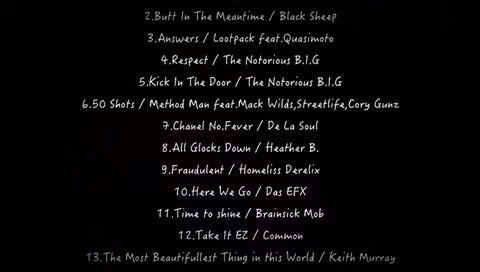 2.Butt In The Meantime / Black Sheep
3.Answers / Lootpack feat.Quasimoto
4.Respect / The Notorious B.I.G
5.Kick In The Door / The Notorious B.I.G
6.50 Shots / Method Man feat.Mack Wilds,Streetlife,Cory Gunz
7.Chanel No.Fever / De La Soul
8.All Glocks Down / Heather B.
9.Fraudulent / Homeliss Derelix
10.Here We Go / Das EFX
11.Time to shine / Brainsick Mob
12.Take It EZ / Common
13.The Most Beautifullest Thing in this World / Keith Murray